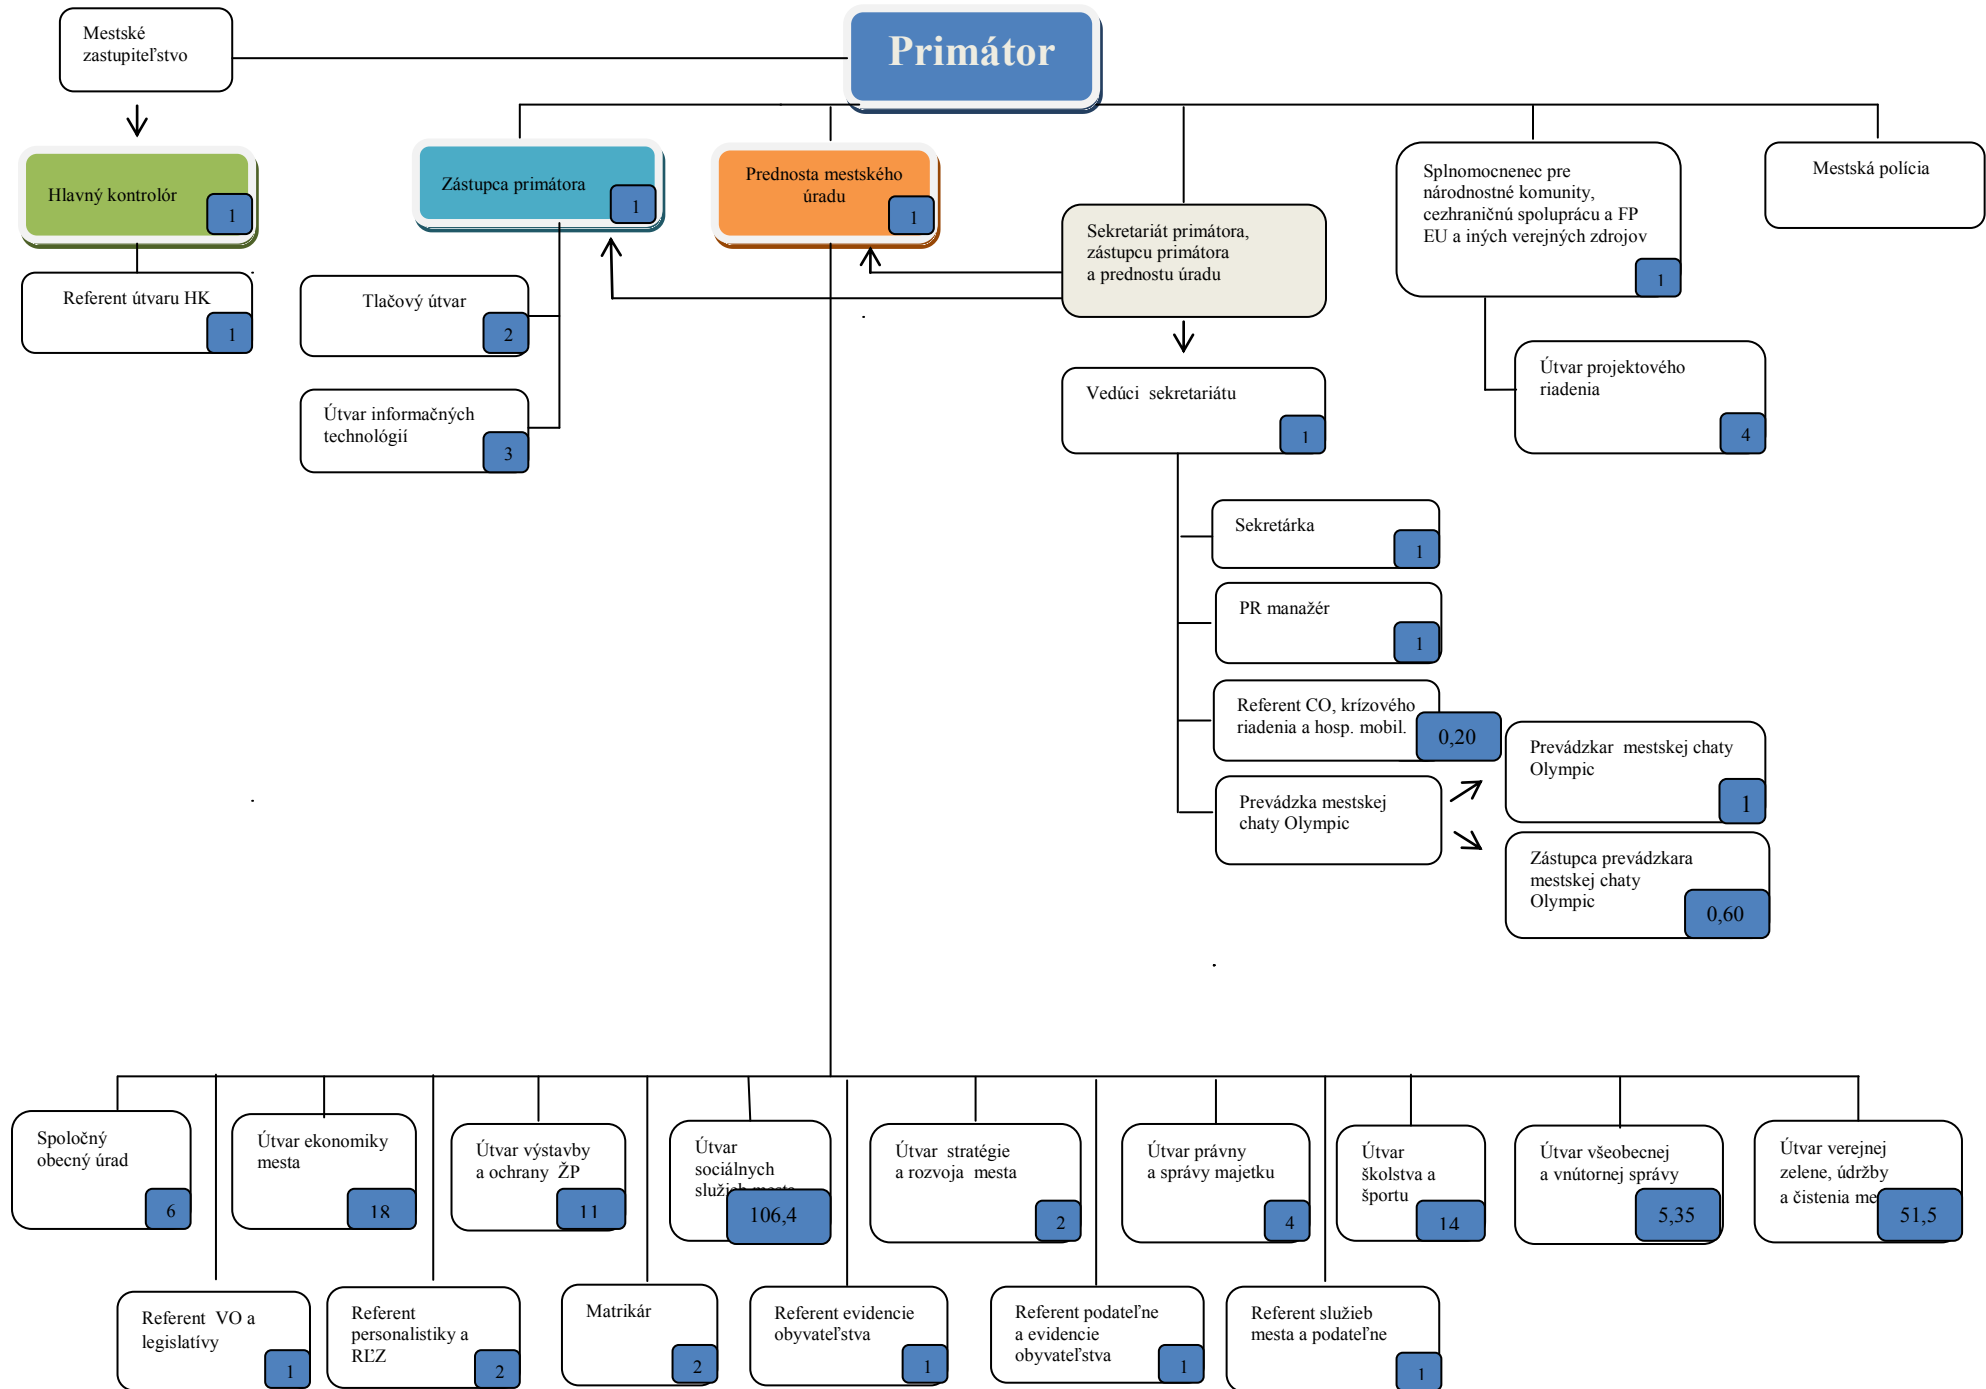 Mestské
zastupiteľstvo
Primátor
Hlavný kontrolór
1
Zástupca primátora
1
Prednosta mestského
úradu
1
Sekretariát primátora,
zástupcu primátora
a prednostu úradu
Splnomocnenec pre
národnostné komunity,
cezhraničnú spoluprácu a FP
EU a iných verejných zdrojov
1
Mestská polícia
Referent útvaru HK
1
Tlačový útvar
2
Útvar informačných
technológií
3
Vedúci sekretariátu
1
Útvar projektového
riadenia
4
Sekretárka
1
PR manažér
1
Referent CO, krízového
riadenia a hosp. mobil.
0,20
Prevádzka mestskej
chaty Olympic
Prevádzkar mestskej chaty
Olympic
1
Zástupca prevádzkara
mestskej chaty
Olympic
0,60
Spoločný
obecný úrad
6
Útvar ekonomiky
mesta
18
Útvar výstavby
a ochrany ŽP
11
Útvar
sociálnych
služieb mesta
106,4
Útvar stratégie
a rozvoja mesta
2
Útvar právny
a správy majetku
4
Útvar
školstva a
športu
14
Útvar všeobecnej
a vnútornej správy
5,35
Útvar verejnej
zelene, údržby
a čistenia me
51,5
Referent VO a
legislatívy
1
Referent
personalistiky a
RĽZ
2
Matrikár
2
Referent evidencie
obyvateľstva
1
Referent podateľne
a evidencie
obyvateľstva
1
Referent služieb
mesta a podateľne
1